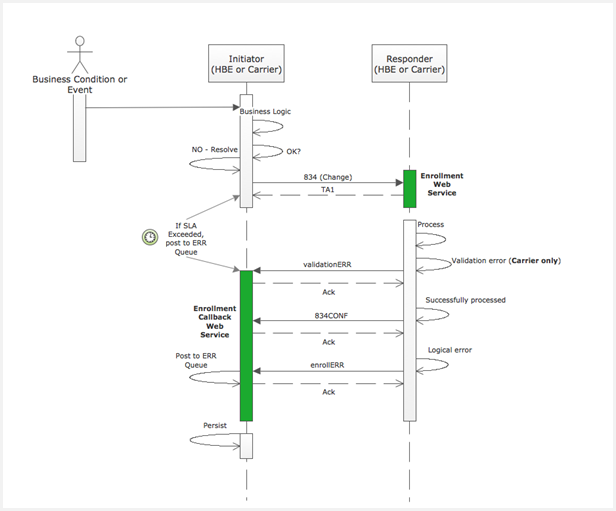 Business Condition or
Event
Initiator
(HBE or Carrier)
Responder
(HBE or Carrier)
Business Logic
NO - Resolve
OK?
834 (Change)
TA1
Enrollment
Web
Service
If SLA
Exceeded,
post to ERR
Queue
Process
Validation error (Carrier only)
validationERR
Ack
Successfully processed
Enrollment
Callback
Web
Service
834CONF
Ack
Logical error
Post to ERR
Queue
enrollERR
Ack
Persist